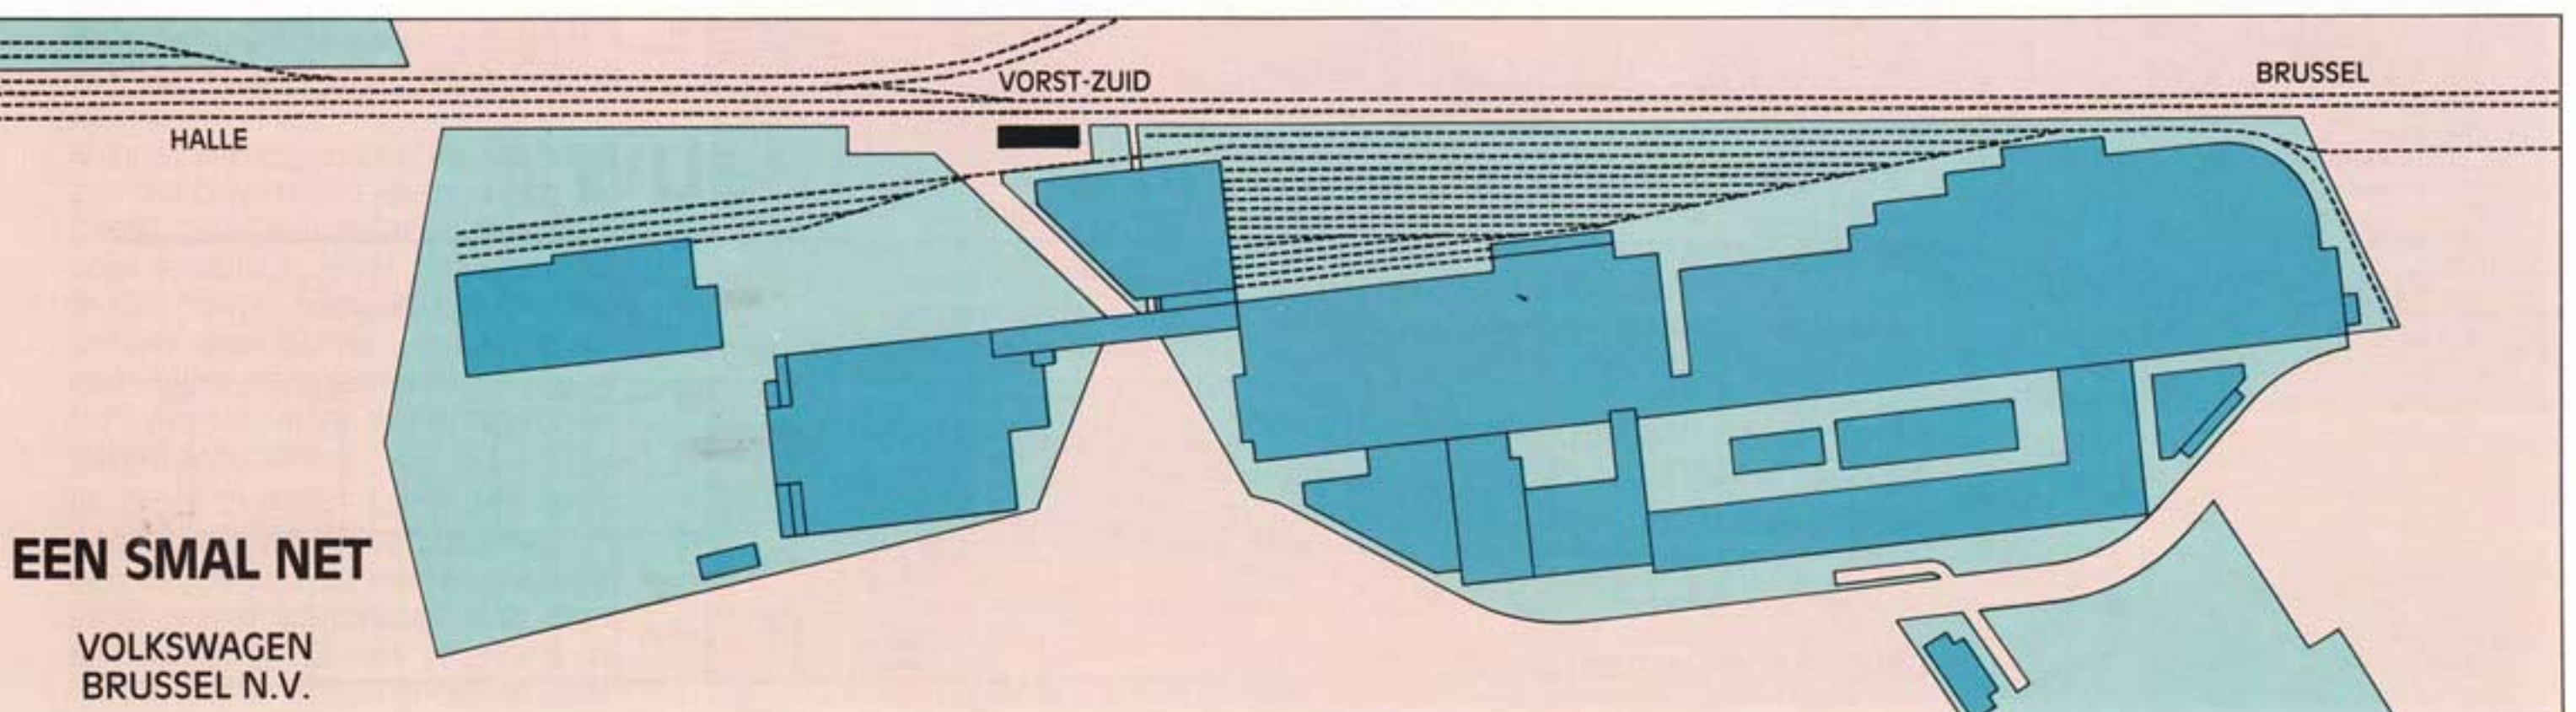 VORST-ZUID
BRUSSEL
HALLE
EEN SMAL NET
VOLKSWAGEN
BRUSSEL N.V.